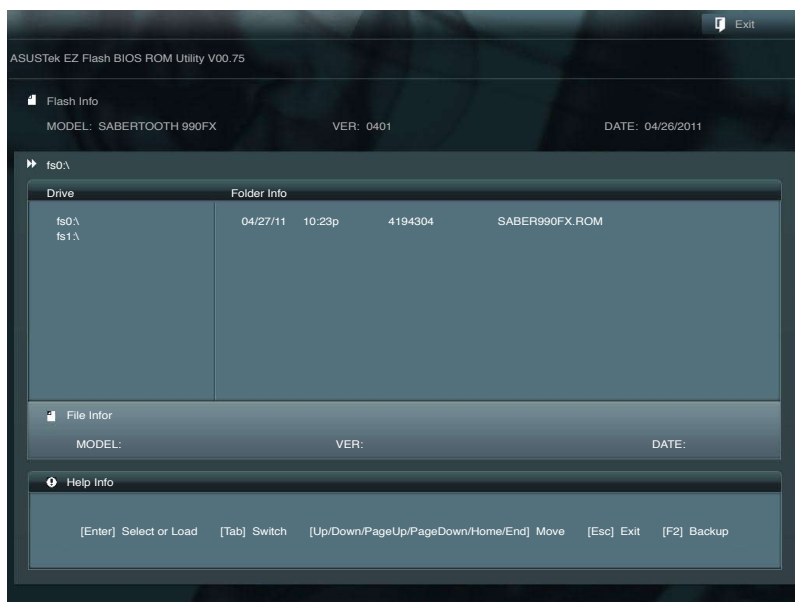 Exit
ASUSTek EZ Flash BIOS ROM Utility V00.75
Flash Info
MODEL: SABERTOOTH 990FX VER: 0401 DATE: 04/26/2011
fs0:\
Drive Folder Info
fs0:\ 04/27/11 10:23p 4194304 SABER990FX.ROM
fs1:\
File Infor
MODEL: VER: DATE:
Help Info
[Enter] Select or Load [Tab] Switch [Up/Down/PageUp/PageDown/Home/End] Move [Esc] Exit [F2] Backup